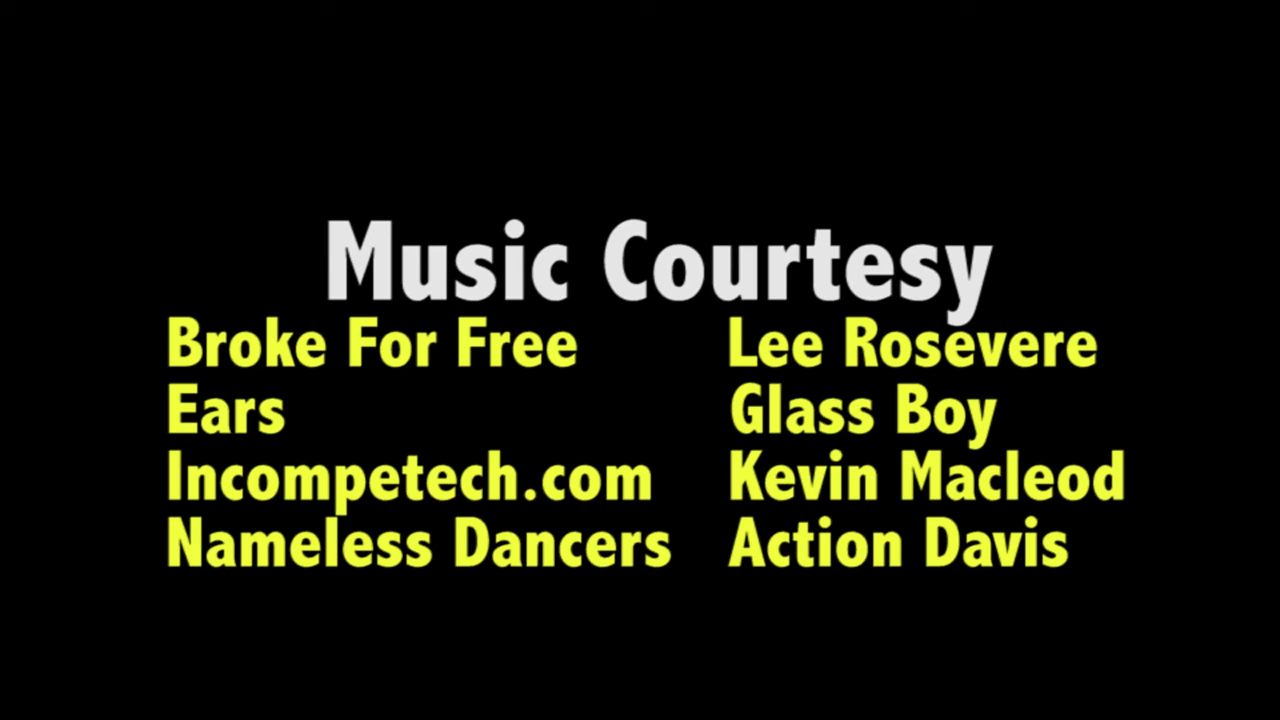 Music Courtesy
Broke For Free
Ears
Incompetech.com
Nameless Dancers
Lee Rosevere
Glass Boy
Kevin Macleod
Action Davis